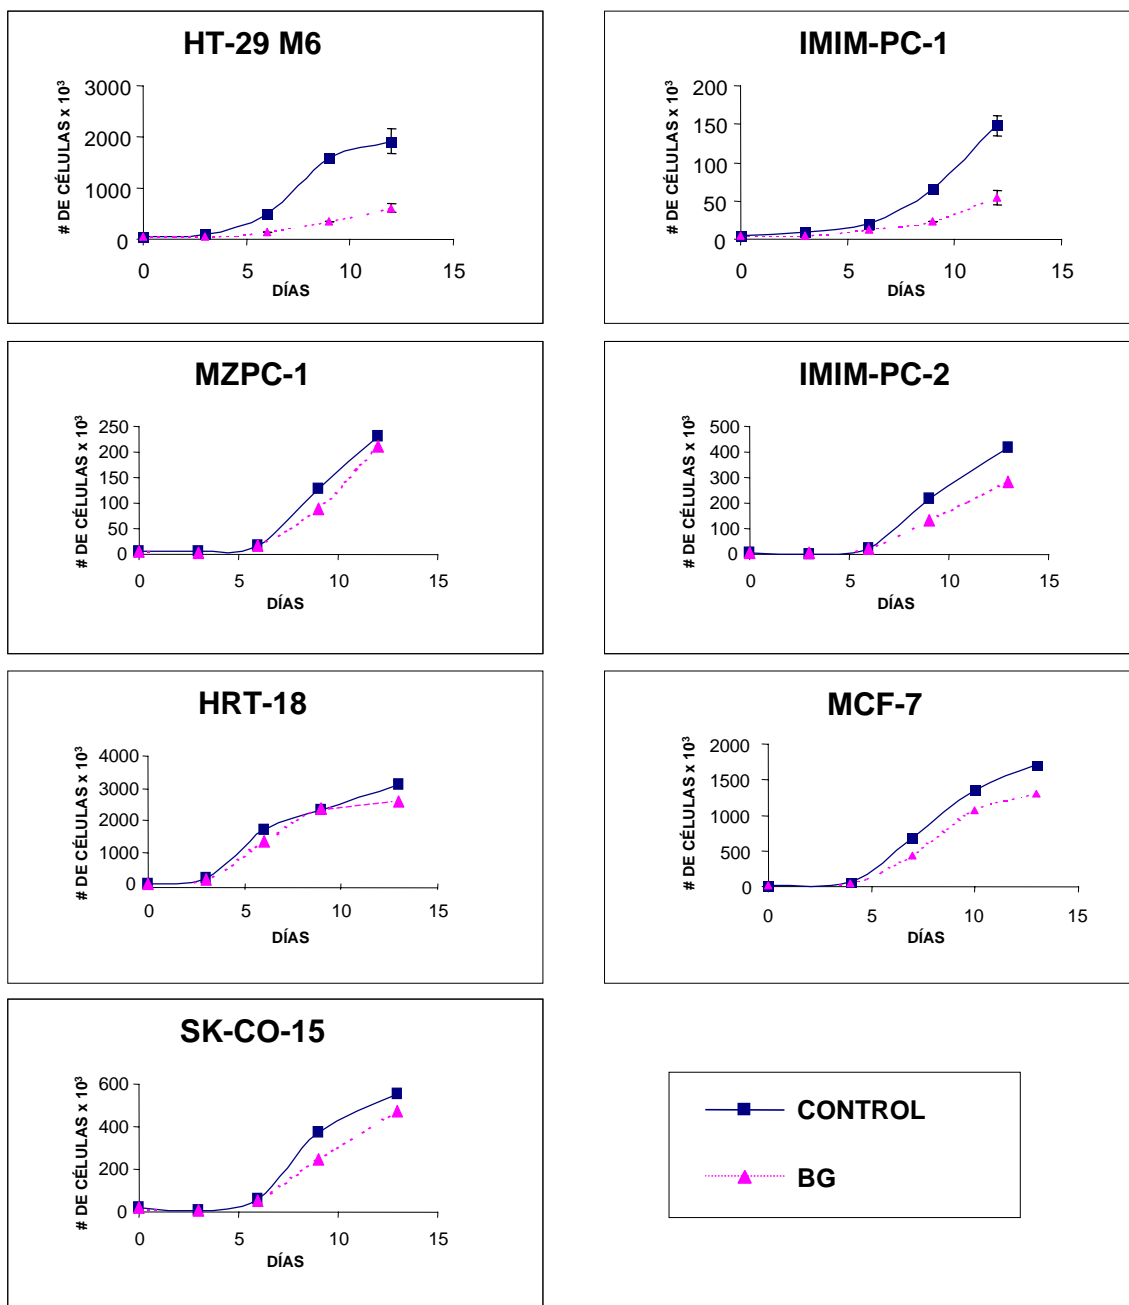 HT-29 M6
# DE CÉLULAS x 10³
3000
2000
1000
0
0 5 10 15
DÍAS
IMIM-PC-1
# DE CÉLULAS x 10³
200
150
100
50
0
0 5 10 15
DÍAS
MZPC-1
# DE CÉLULAS x 10³
250
200
150
100
50
0
0 5 10 15
DÍAS
IMIM-PC-2
# DE CÉLULAS x 10³
500
400
300
200
100
0
0 5 10 15
DÍAS
HRT-18
# DE CÉLULAS x 10³
4000
3000
2000
1000
0
0 5 10 15
DÍAS
MCF-7
# DE CÉLULAS x 10³
2000
1500
1000
500
0
0 5 10 15
DÍAS
SK-CO-15
# DE CÉLULAS x 10³
600
400
200
0
0 5 10 15
DÍAS
CONTROL
BG